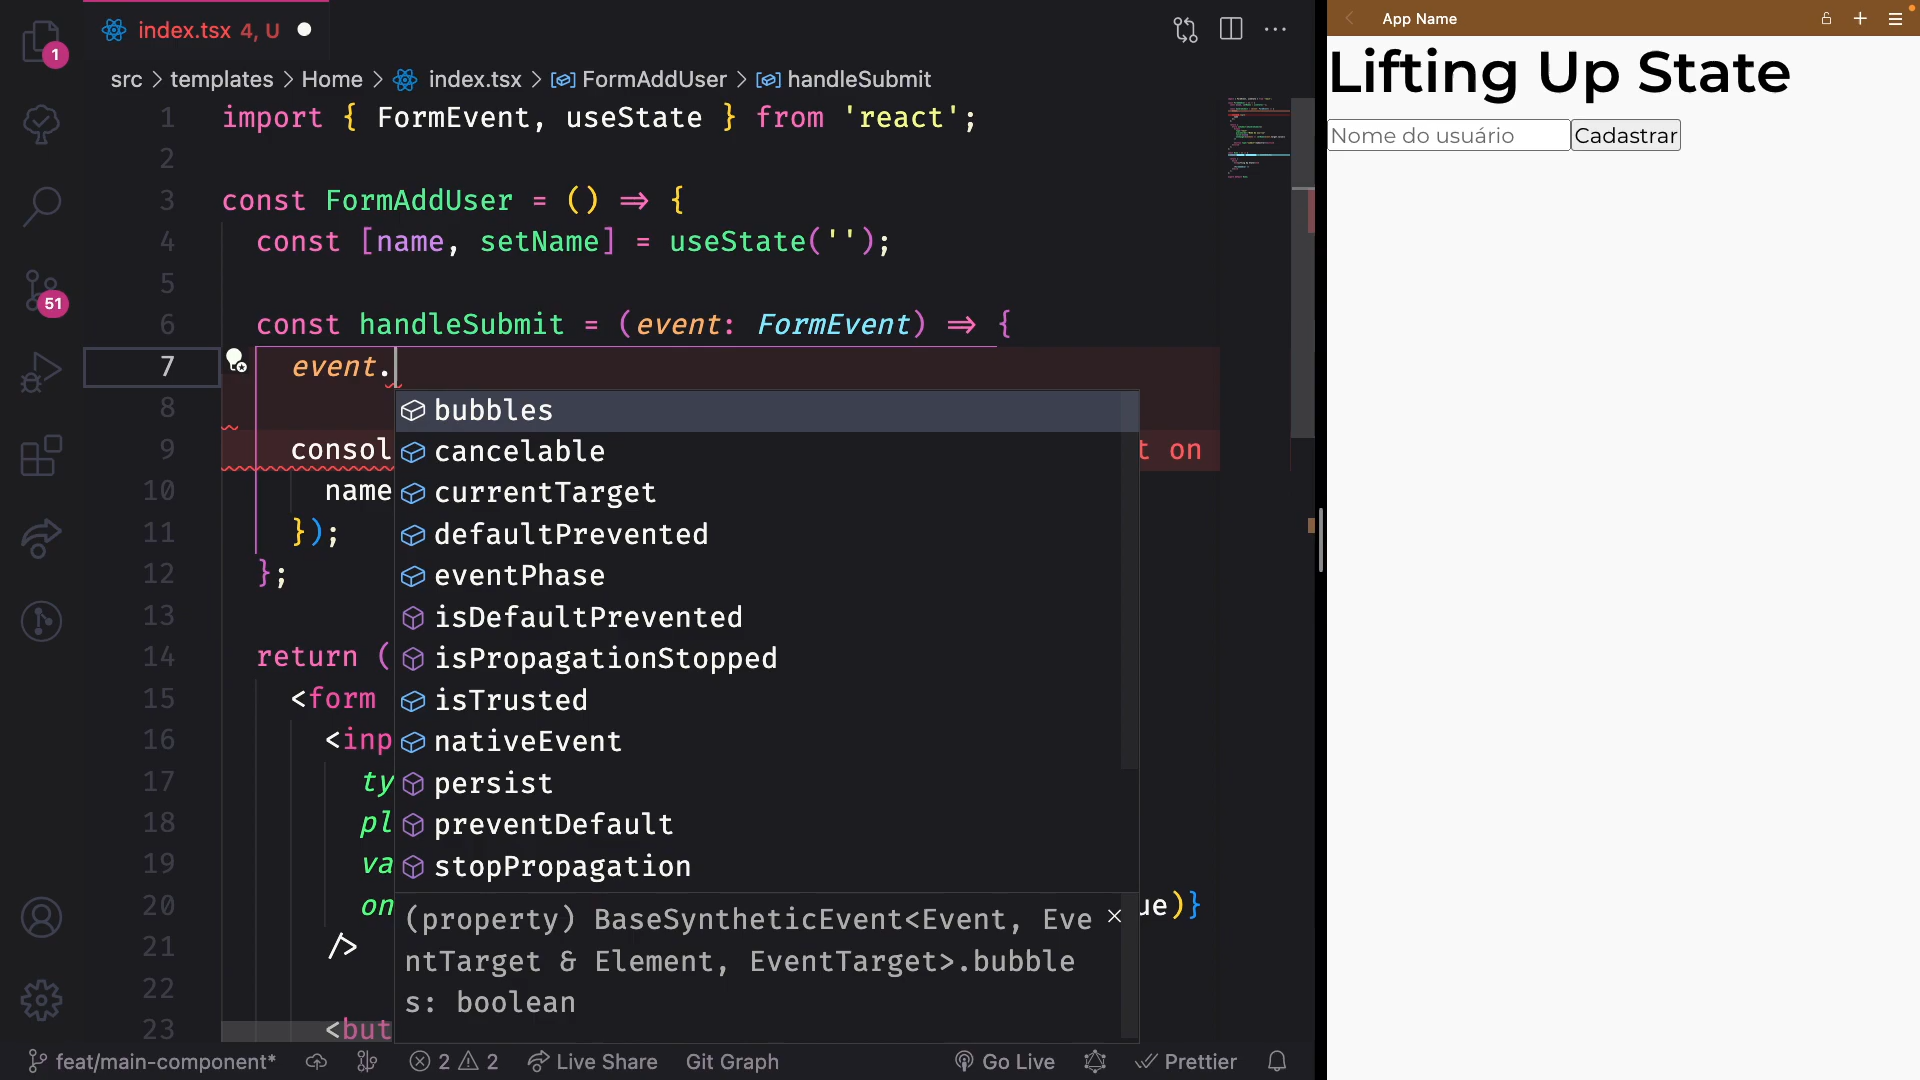 1
index.tsx 4, U
src > templates > Home > index.tsx > FormAddUser > handleSubmit
1 import { FormEvent, useState } from 'react';
2
3 const FormAddUser = () => {
4 const [name, setName] = useState('');
5
6 const handleSubmit = (event: FormEvent) => {
7 event.
8
9 consol t on
10 name
11 });
12 };
13
14 return (
15 <form
16 <inp
17 ty
18 pl
19 va
20 on ue)}
21 />
22
23 <but
bubbles
cancelable
currentTarget
defaultPrevented
eventPhase
isDefaultPrevented
isPropagationStopped
isTrusted
nativeEvent
persist
preventDefault
stopPropagation
(property) BaseSyntheticEvent<Event, Eve
ntTarget & Element, EventTarget>.bubble
s: boolean
51
feat/main-component* 2 2 Live Share Git Graph Go Live Prettier
App Name
Lifting Up State
Nome do usuário Cadastrar